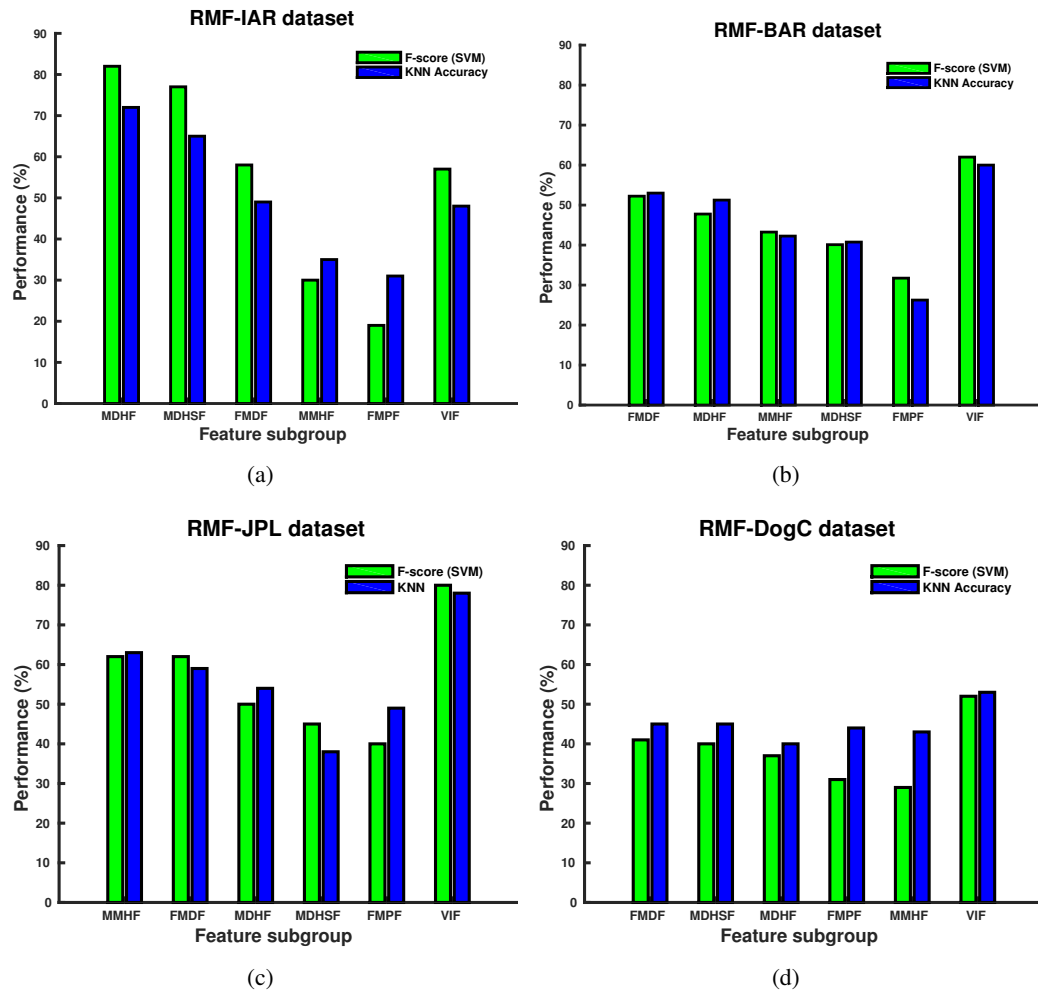 RMF-IAR dataset
F-score (SVM)
KNN Accuracy
Performance (%)
90
80
70
60
50
40
30
20
10
0
MDHF MDHSF FMDF MMHF FMPF VIF
Feature subgroup
(a)
RMF-BAR dataset
F-score (SVM)
KNN Accuracy
Performance (%)
90
80
70
60
50
40
30
20
10
0
FMDF MDHF MMHF MDHSF FMPF VIF
Feature subgroup
(b)
RMF-JPL dataset
F-score (SVM)
KNN
Performance (%)
90
80
70
60
50
40
30
20
10
0
MMHF FMDF MDHF MDHSF FMPF VIF
Feature subgroup
(c)
RMF-DogC dataset
F-score (SVM)
KNN Accuracy
Performance (%)
90
80
70
60
50
40
30
20
10
0
FMDF MDHSF MDHF FMPF MMHF VIF
Feature subgroup
(d)